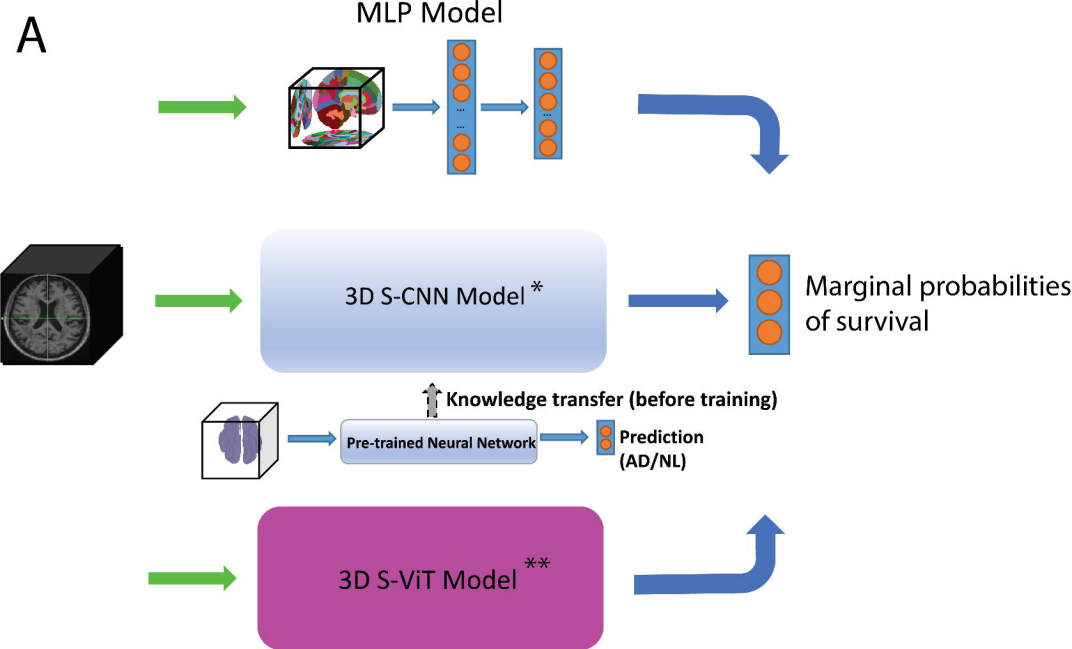 A
MLP Model
...
...
...
3D S-CNN Model *
Marginal probabilities
of survival
Knowledge transfer (before training)
Pre-trained Neural Network
Prediction
(AD/NL)
3D S-ViT Model **